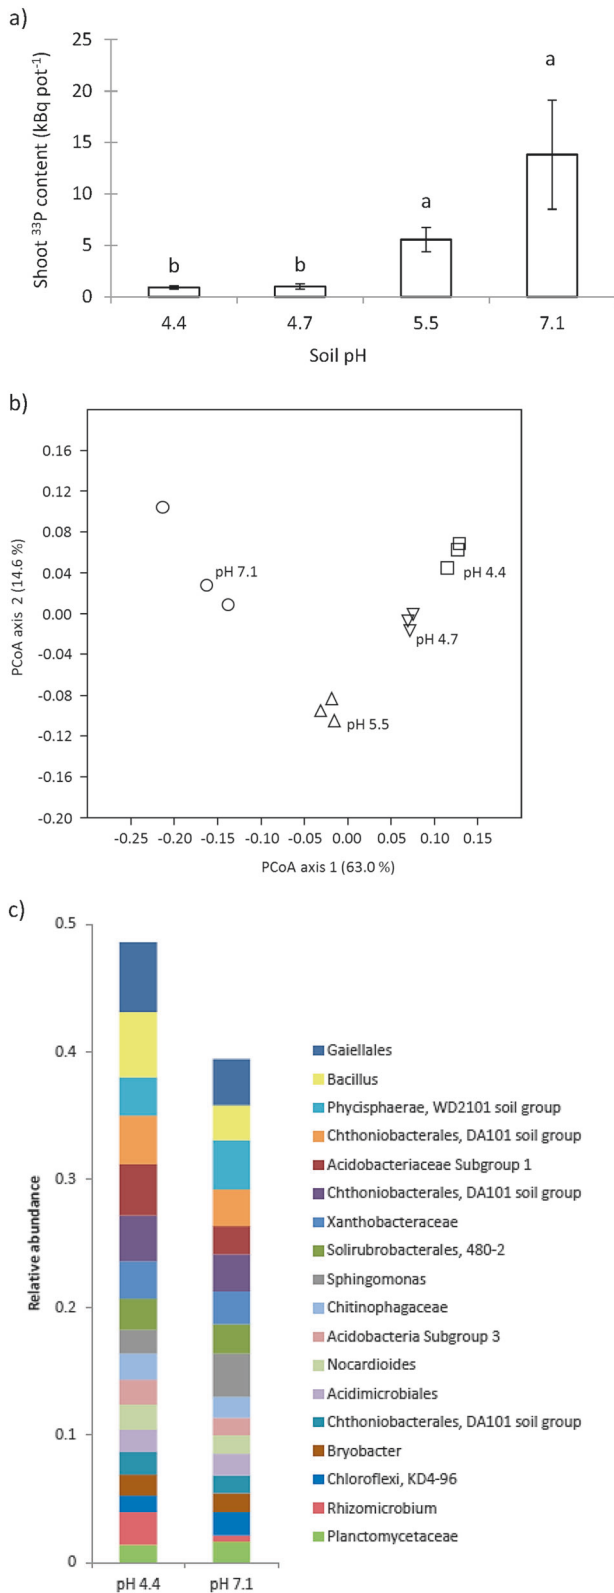 a)
25
20
15
10
5
0
Shoot ³³P content (kBq pot⁻¹)
b
b
a
a
4.4
4.7
5.5
7.1
Soil pH
b)
0.16
0.12
0.08
0.04
0.00
-0.04
-0.08
-0.12
-0.16
-0.20
PCoA axis 2 (14.6 %)
pH 7.1
pH 4.4
pH 4.7
pH 5.5
-0.25
-0.20
-0.15
-0.10
-0.05
0.00
0.05
0.10
0.15
PCoA axis 1 (63.0 %)
c)
0.5
0.4
0.3
0.2
0.1
0
Relative abundance
pH 4.4
pH 7.1
Gaiellales
Bacillus
Phycisphaerae, WD2101 soil group
Chthoniobacterales, DA101 soil group
Acidobacteriaceae Subgroup 1
Chthoniobacterales, DA101 soil group
Xanthobacteraceae
Solirubrobacterales, 480-2
Sphingomonas
Chitinophagaceae
Acidobacteria Subgroup 3
Nocardioides
Acidimicrobiales
Chthoniobacterales, DA101 soil group
Bryobacter
Chloroflexi, KD4-96
Rhizomicrobium
Planctomycetaceae